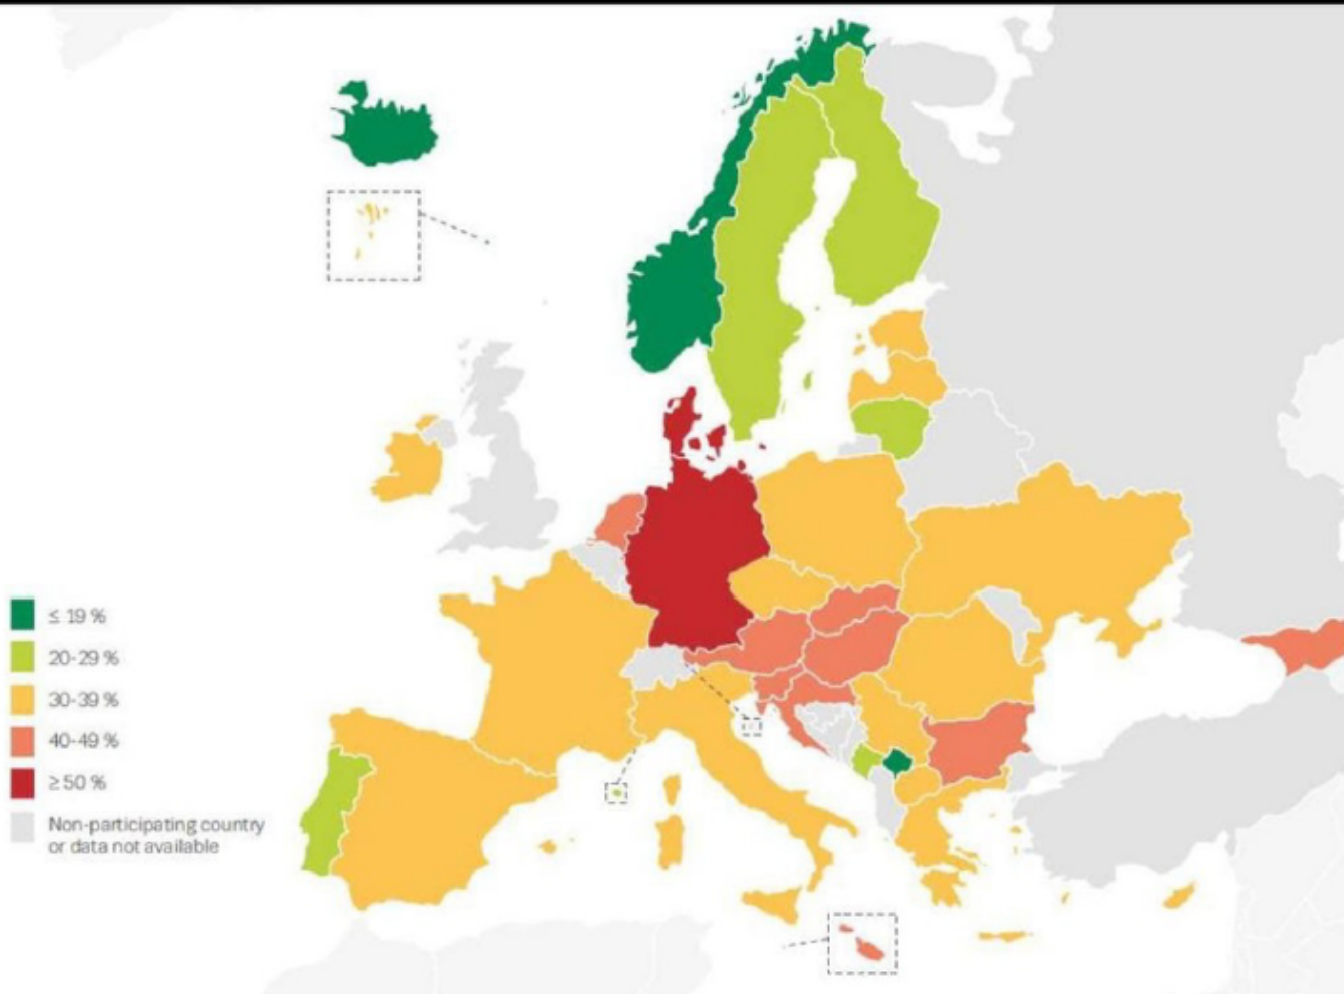 ≤ 19 %
20-29 %
30-39 %
40-49 %
≥ 50 %
Non-participating country
or data not available